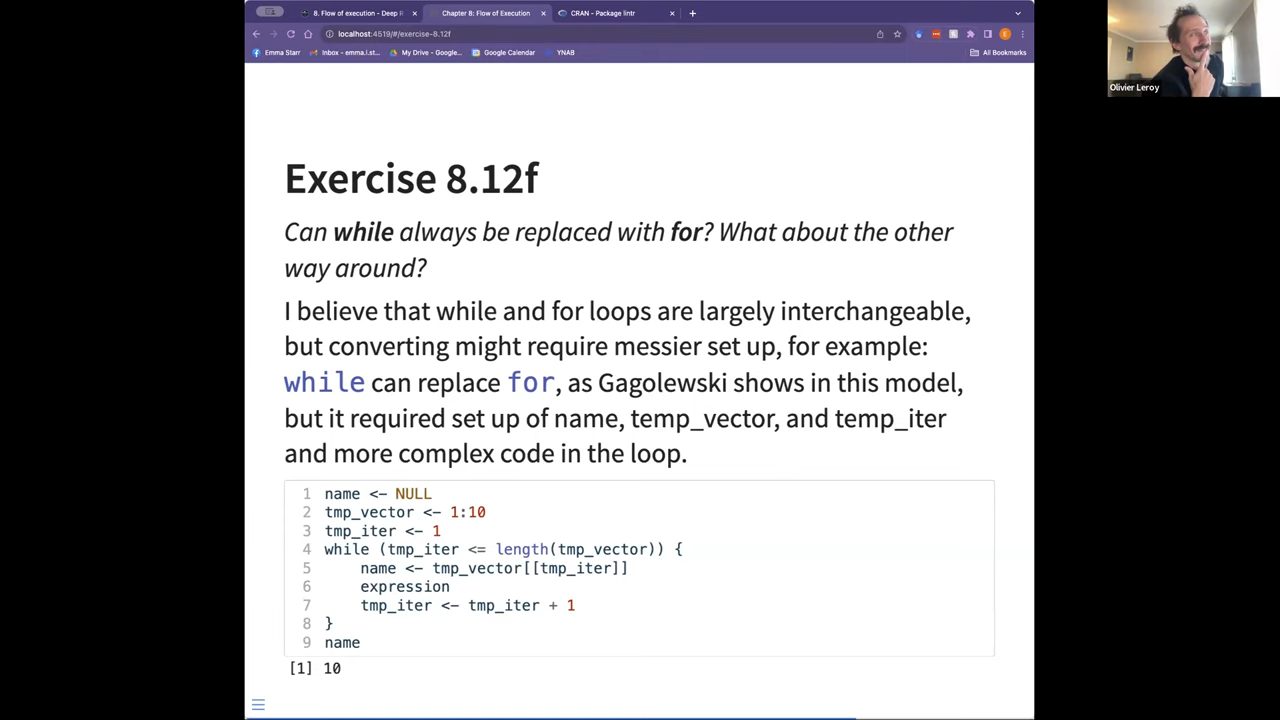 8. Flow of execution - Deep R
Chapter 8: Flow of Execution
CRAN - Package lintr
localhost:4519/#/exercise-8.12f
Emma Starr
Inbox - emma.i.st...
My Drive - Google...
Google Calendar
YNAB
All Bookmarks
Olivier Leroy
Exercise 8.12f
Can while always be replaced with for? What about the other
way around?
I believe that while and for loops are largely interchangeable,
but converting might require messier set up, for example:
while can replace for, as Gagolewski shows in this model,
but it required set up of name, temp_vector, and temp_iter
and more complex code in the loop.
1 name <- NULL
2 tmp_vector <- 1:10
3 tmp_iter <- 1
4 while (tmp_iter <= length(tmp_vector)) {
5     name <- tmp_vector[[tmp_iter]]
6     expression
7     tmp_iter <- tmp_iter + 1
8 }
9 name
[1] 10